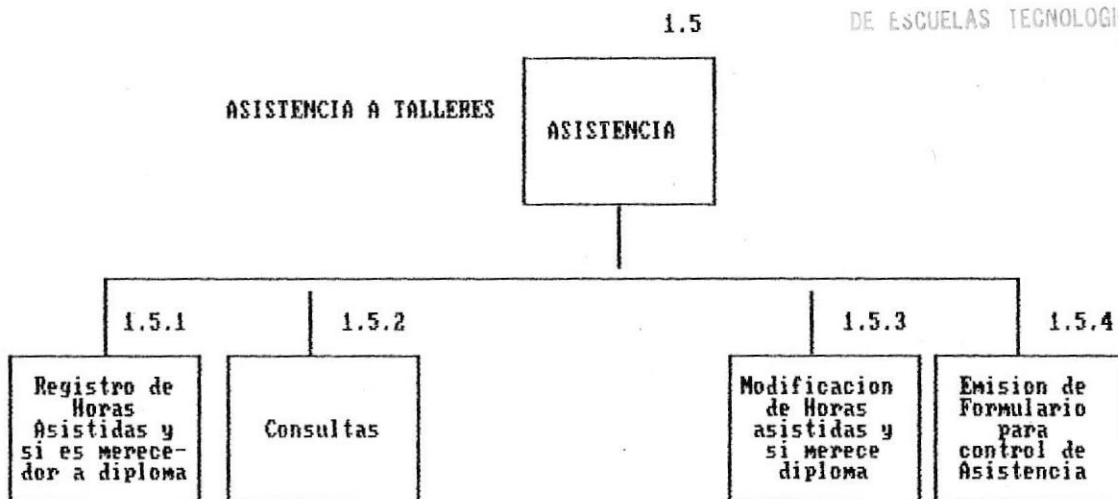 1.5
DE ESCUELAS TECNOLOGI
ASISTENCIA A TALLERES
ASISTENCIA
1.5.1
1.5.2
1.5.3
1.5.4
Registro de
Horas
Asistidas y
si es merece-
dor a diploma
Consultas
Modificacion
de Horas
asistidas y
si merece
diploma
Emision de
Formulario
para
control de
Asistencia